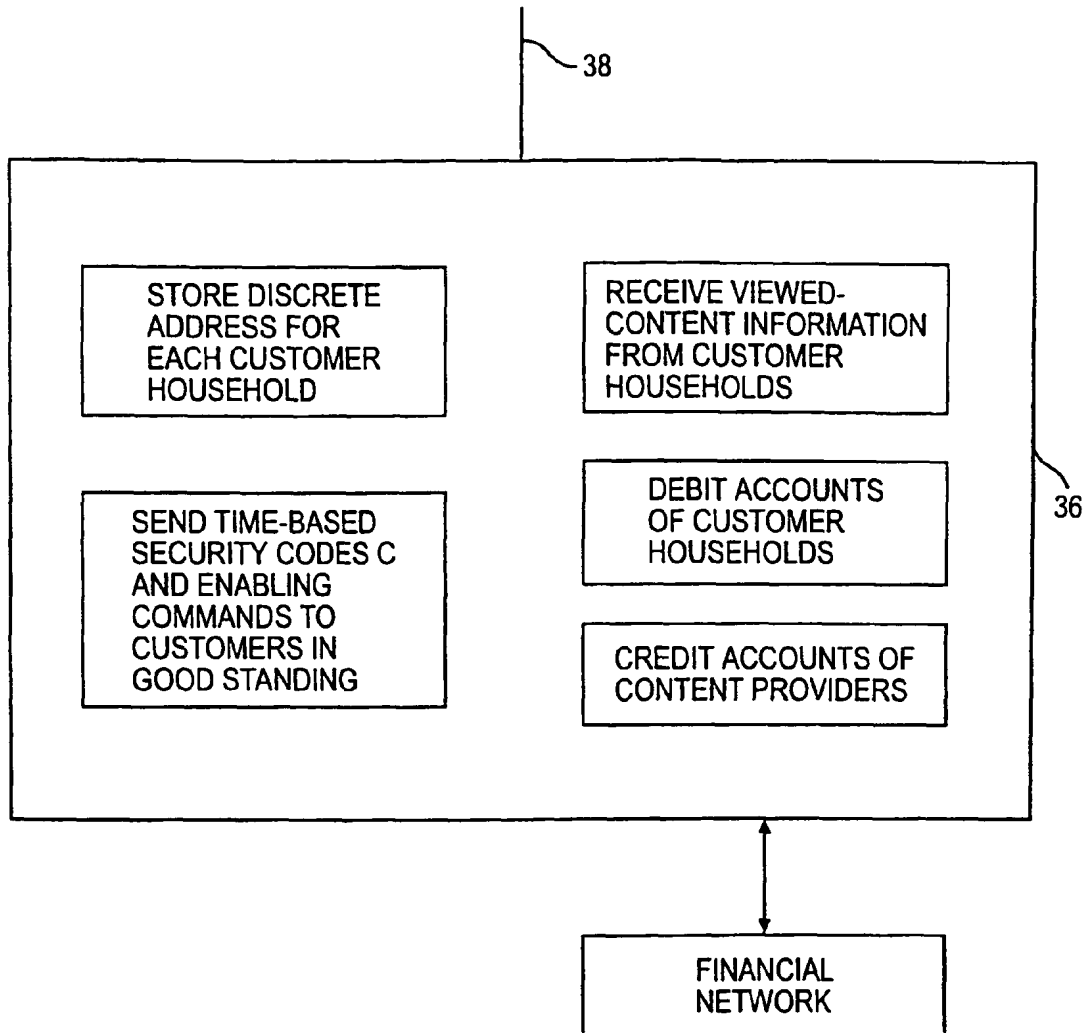 38
STORE DISCRETE
ADDRESS FOR
EACH CUSTOMER
HOUSEHOLD
SEND TIME-BASED
SECURITY CODES C
AND ENABLING
COMMANDS TO
CUSTOMERS IN
GOOD STANDING
RECEIVE VIEWED-
CONTENT INFORMATION
FROM CUSTOMER
HOUSEHOLDS
DEBIT ACCOUNTS
OF CUSTOMER
HOUSEHOLDS
CREDIT ACCOUNTS OF
CONTENT PROVIDERS
36
FINANCIAL
NETWORK